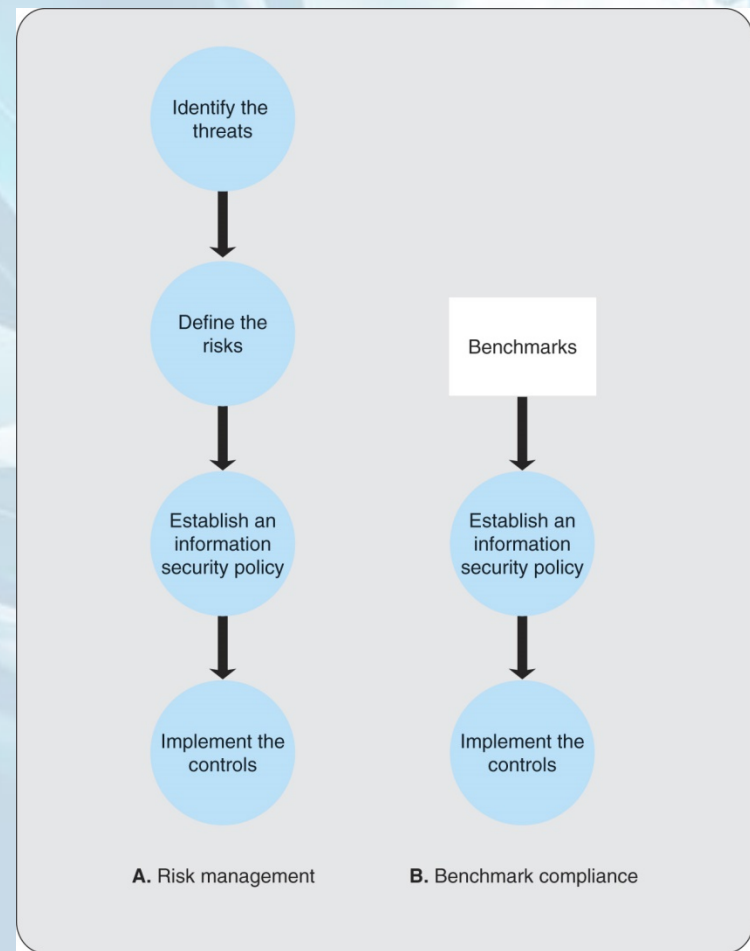 Identify the
threats
Define the
risks
Benchmarks
Establish an
information
security policy
Establish an
information
security policy
Implement the
controls
Implement the
controls
A. Risk management
B. Benchmark compliance